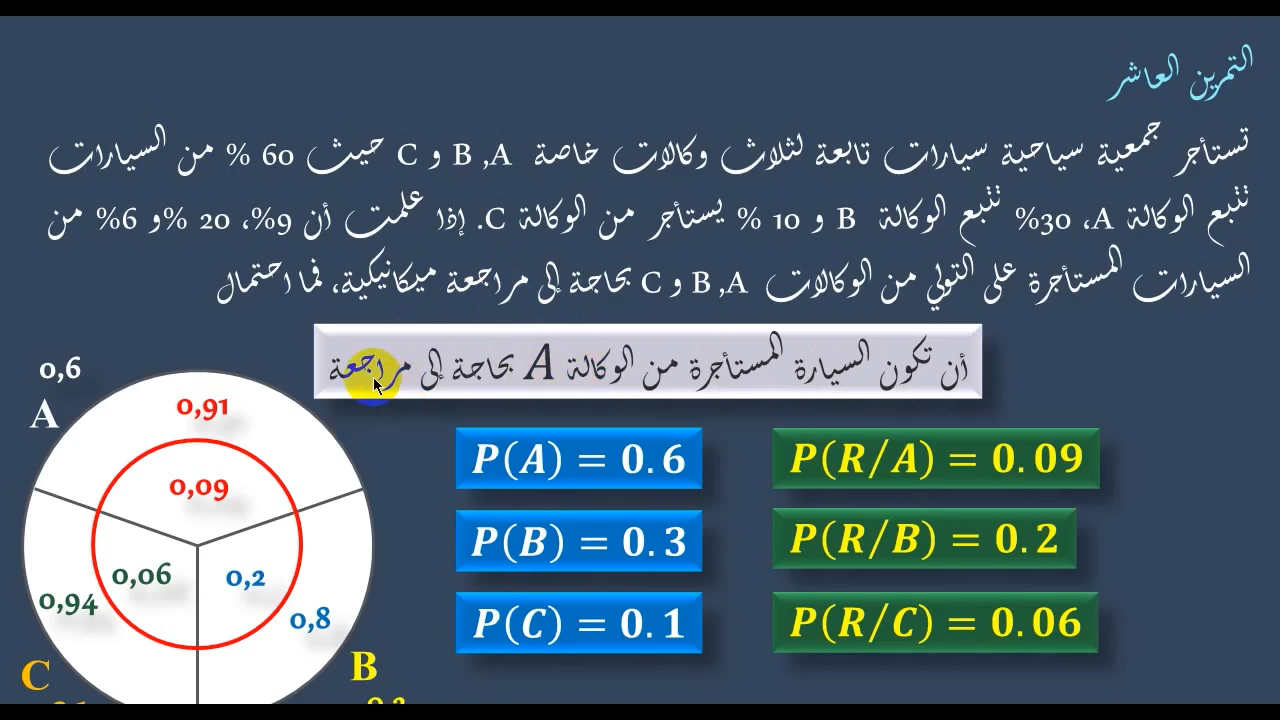 التمرين العاشر
تستأجر جمعية سياحية سيارات تابعة لثلاث وكالات خاصة A, B و C حيث 60 % من السيارات
تتبع الوكالة A، 30% تتبع الوكالة B و 10 % يستأجر من الوكالة C. إذا علمت أن 9%، 20 %و 6% من
السيارات المستأجرة على التولي من الوكالات A, B و C بحاجة إلى مراجعة ميكانيكية، فما احتمال
أن تكون السيارة المستأجرة من الوكالة A بحاجة إلى مراجعة
0,6
A
0,91
0,09
0,06
0,2
0,94
0,8
C
B
P(A) = 0.6
P(R/A) = 0.09
P(B) = 0.3
P(R/B) = 0.2
P(C) = 0.1
P(R/C) = 0.06